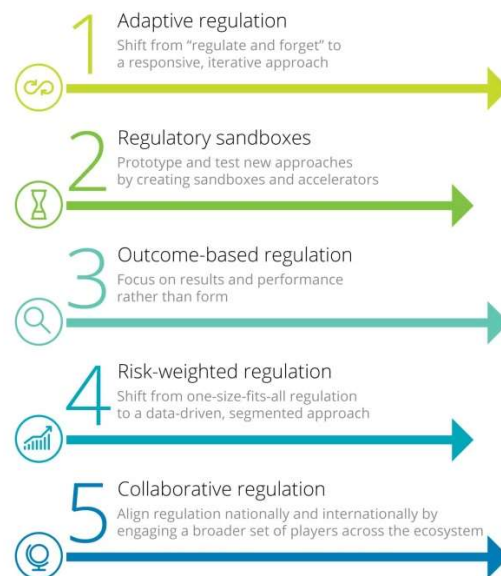 1
Adaptive regulation
Shift from “regulate and forget” to
a responsive, iterative approach
2
Regulatory sandboxes
Prototype and test new approaches
by creating sandboxes and accelerators
3
Outcome-based regulation
Focus on results and performance
rather than form
4
Risk-weighted regulation
Shift from one-size-fits-all regulation
to a data-driven, segmented approach
5
Collaborative regulation
Align regulation nationally and internationally by
engaging a broader set of players across the ecosystem